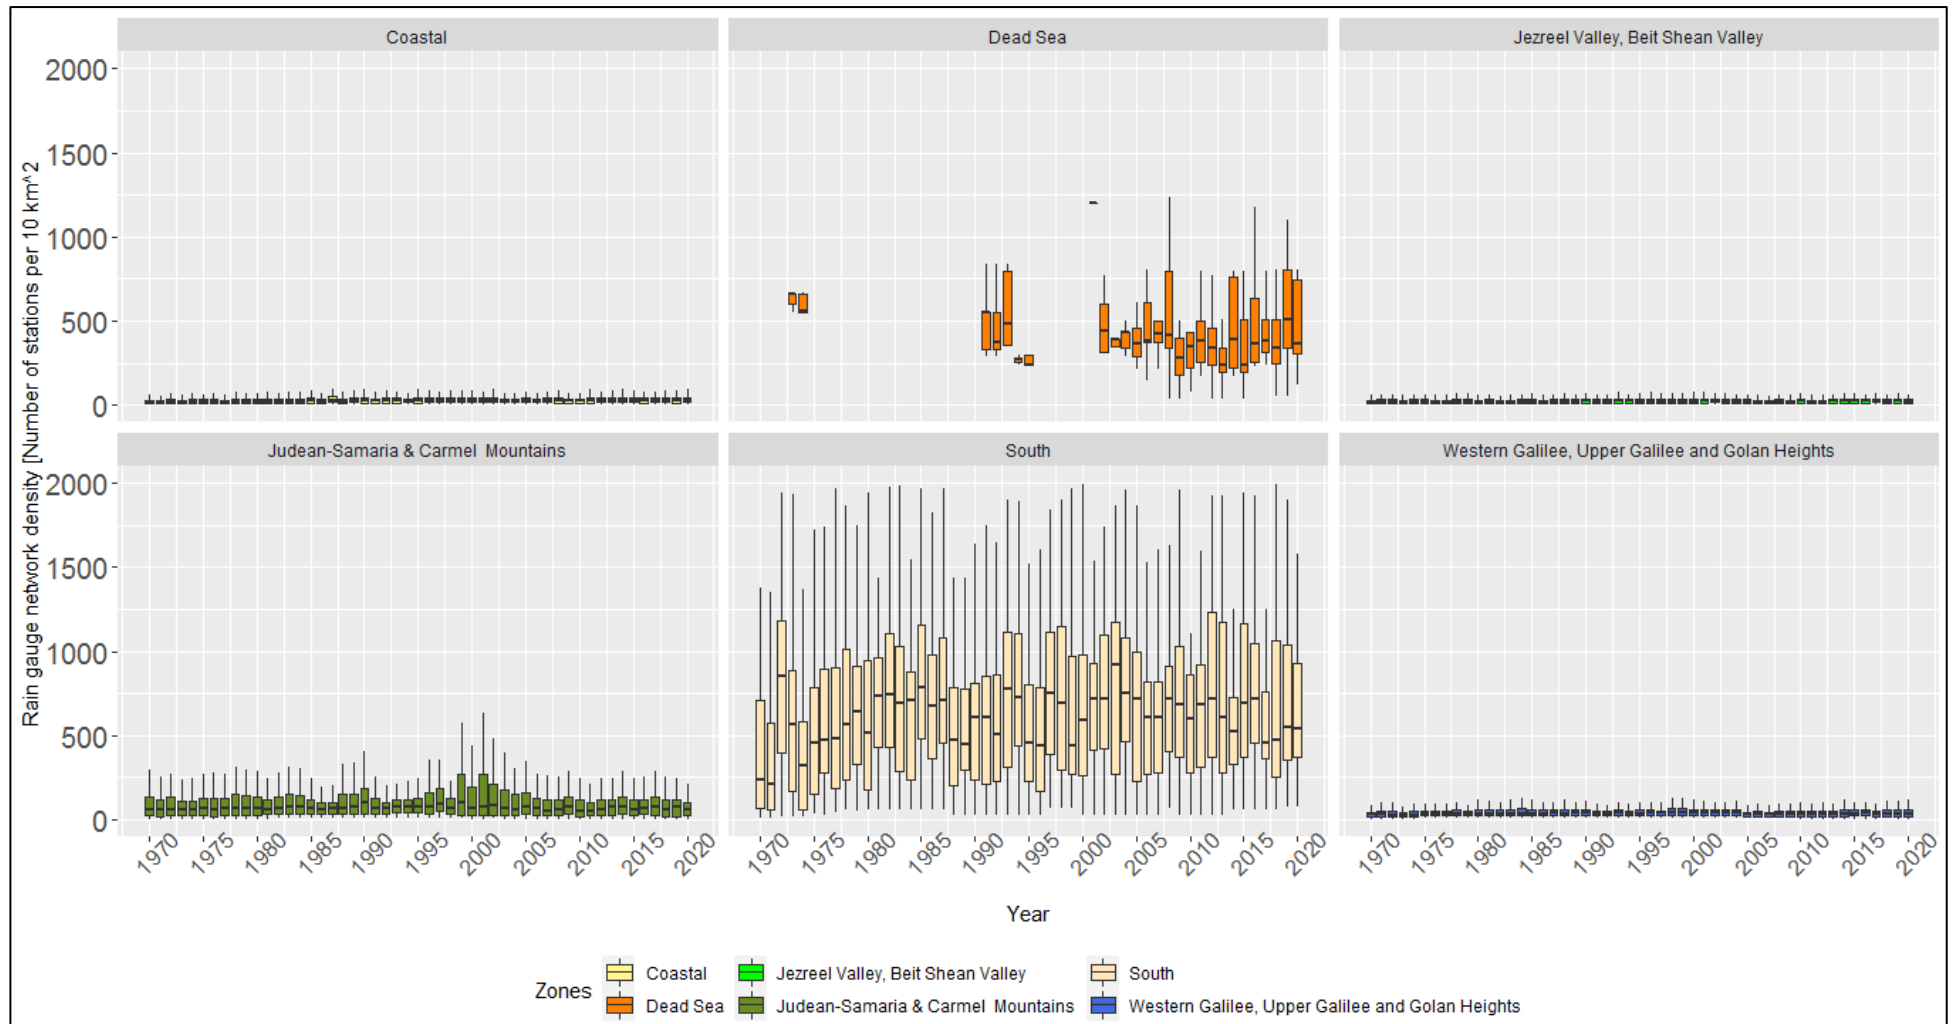 Coastal
Dead Sea
Jezreel Valley, Beit Shean Valley
2000
1500
1000
500
0
Rain gauge network density [Number of stations per 10 km^2
Judean-Samaria & Carmel  Mountains
South
Western Galilee, Upper Galilee and Golan Heights
2000
1500
1000
500
0
1970 1975 1980 1985 1990 1995 2000 2005 2010 2015 2020
1970 1975 1980 1985 1990 1995 2000 2005 2010 2015 2020
1970 1975 1980 1985 1990 1995 2000 2005 2010 2015 2020
Year
Zones
Coastal
Jezreel Valley, Beit Shean Valley
South
Dead Sea
Judean-Samaria & Carmel  Mountains
Western Galilee, Upper Galilee and Golan Heights